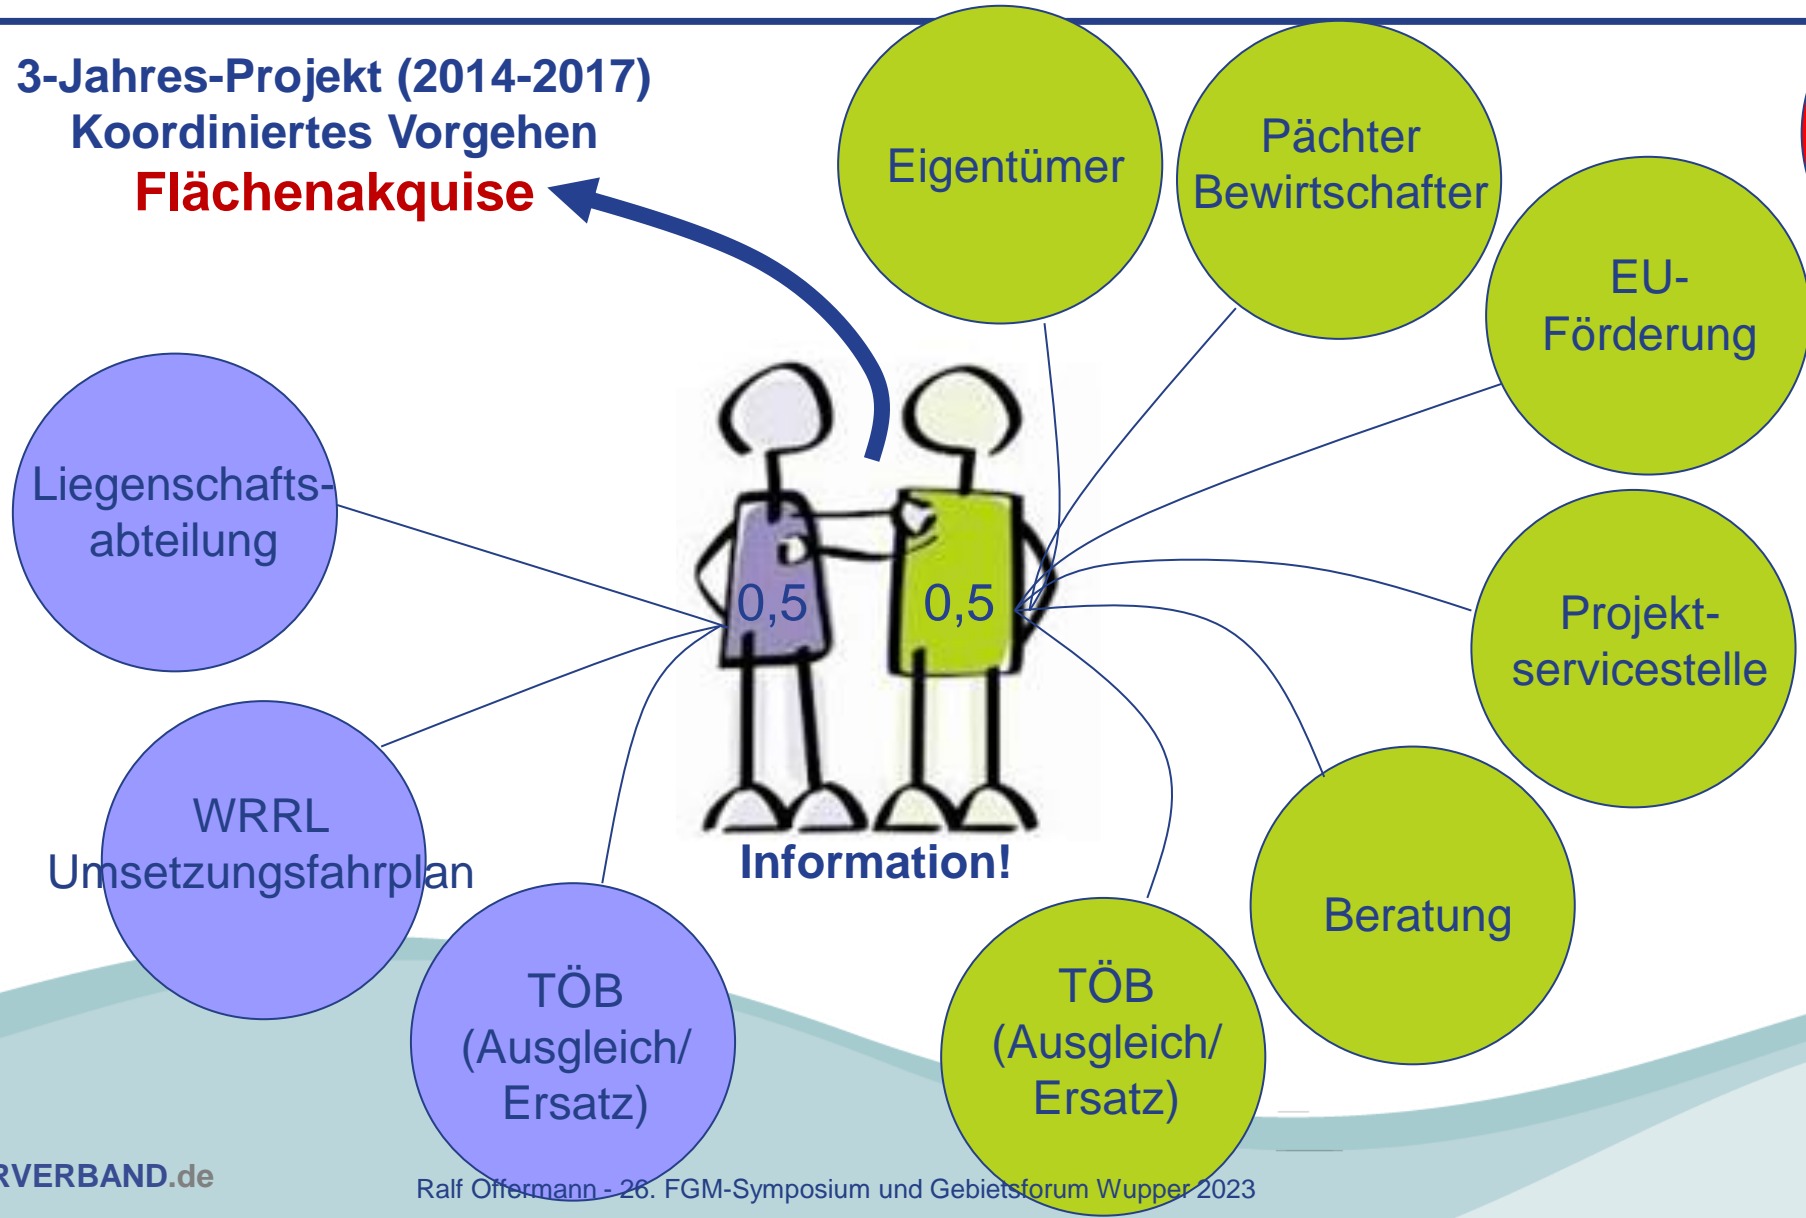 3-Jahres-Projekt (2014-2017)
Koordiniertes Vorgehen
Flächenakquise
Eigentümer
Pächter
Bewirtschafter
EU-
Förderung
Liegenschafts-
abteilung
0,5
0,5
Projekt-
servicestelle
WRRL
Umsetzungsfahrplan
Information!
Beratung
TÖB
(Ausgleich/
Ersatz)
TÖB
(Ausgleich/
Ersatz)
RVERBAND.de
Ralf Offermann - 26. FGM-Symposium und Gebietsforum Wupper 2023